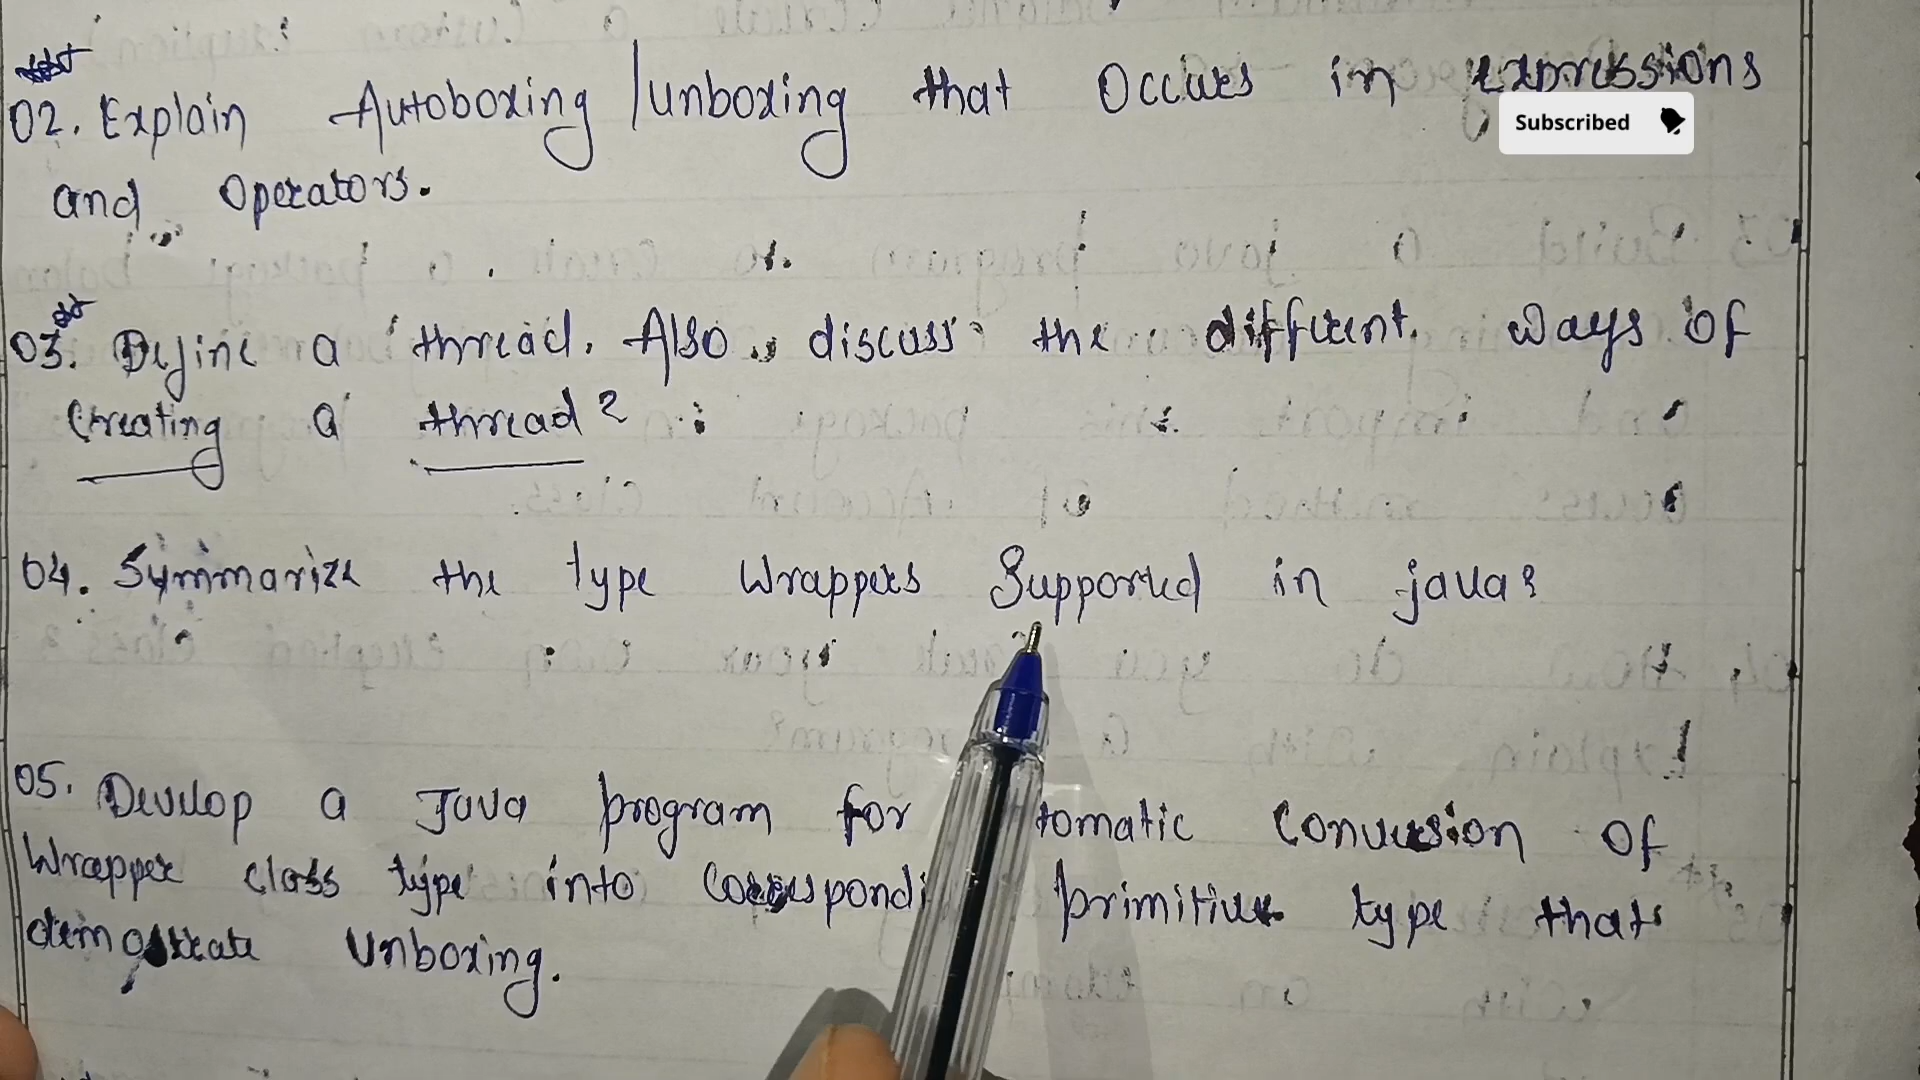 02. Explain Autoboxing/unboxing that Occurs in expressions
Subscribed
and Operators.
03. Define a thread. Also discuss the different ways of
Creating a thread?
04. Summarize the type Wrappers Supported in java?
05. Develop a Java program for tomatic Conversion of
Wrapper class type into Correspondi primitive type that
demostrate Unboxing.